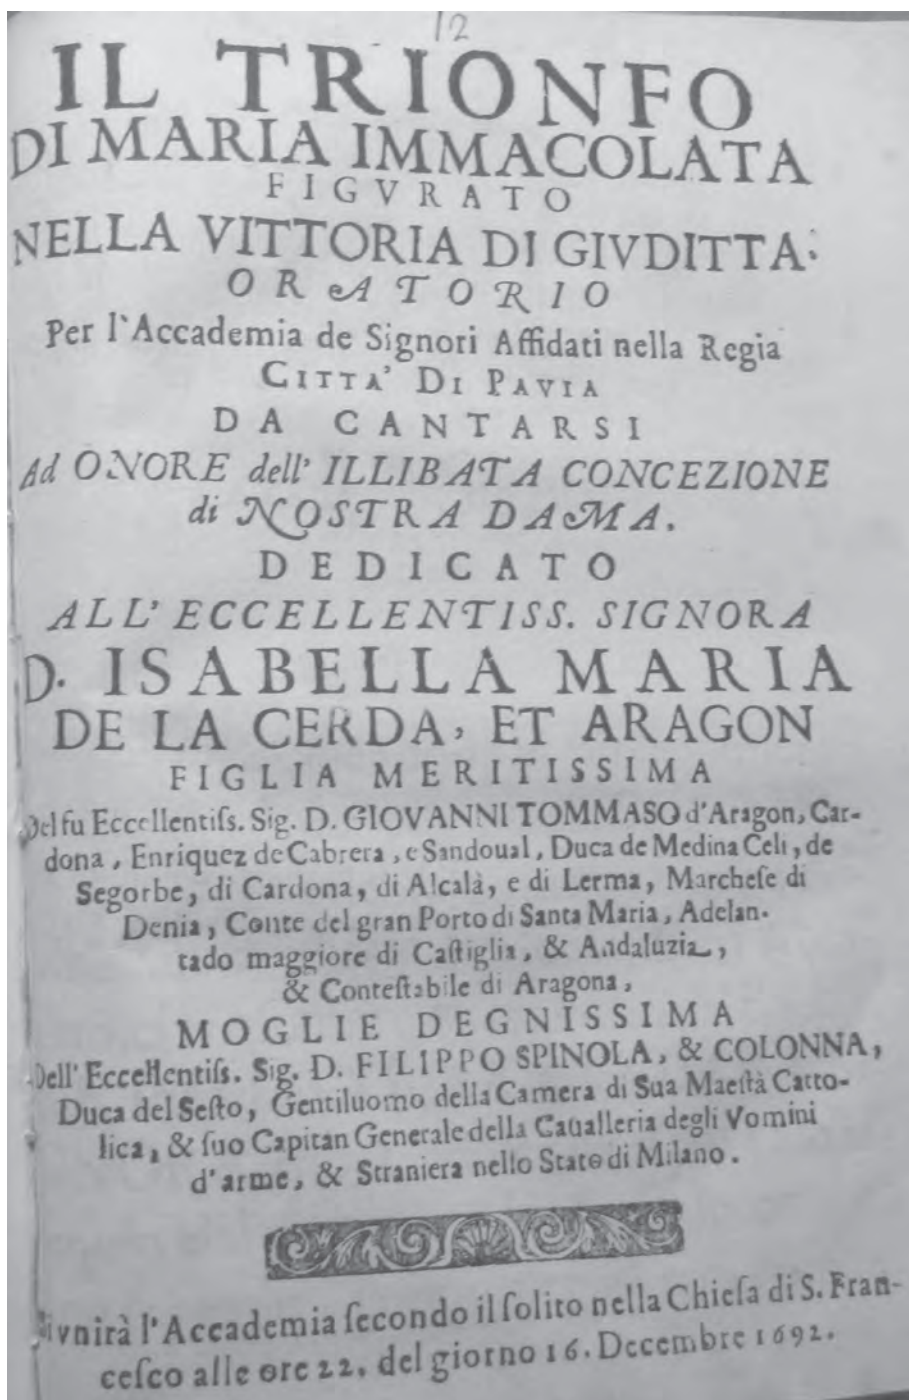 12
IL TRIONFO
DI MARIA IMMACOLATA
FIGVRATO
NELLA VITTORIA DI GIVDITTA:
ORATORIO
Per l'Accademia de Signori Affidati nella Regia
CITTA' DI PAVIA
DA CANTARSI
Ad ONORE dell' ILLIBATA CONCEZIONE
di NOSTRA DAMA.
DEDICATO
ALL' ECCELLENTISS. SIGNORA
D. ISABELLA MARIA
DE LA CERDA, ET ARAGON
FIGLIA MERITISSIMA
Del fu Eccellentiſs. Sig. D. GIOVANNI TOMMASO d'Aragon, Car-
dona, Enriquez de Cabrera, e Sandoual, Duca de Medina Celi, de
Segorbe, di Cardona, di Alcalà, e di Lerma, Marcheſe di
Denia, Conte del gran Porto di Santa Maria, Adelan-
tado maggiore di Caſtiglia, & Andaluzia,
& Conteſtabile di Aragona,
MOGLIE DEGNISSIMA
Dell' Eccellentiſs. Sig. D. FILIPPO SPINOLA, & COLONNA,
Duca del Seſto, Gentiluomo della Camera di Sua Maeſtà Catto-
lica, & ſuo Capitan Generale della Caualleria degli Vomini
d'arme, & Straniera nello Stato di Milano.
Si vnirà l'Accademia ſecondo il ſolito nella Chieſa di S. Fran-
ceſco alle ore 22. del giorno 16. Decembre 1692.